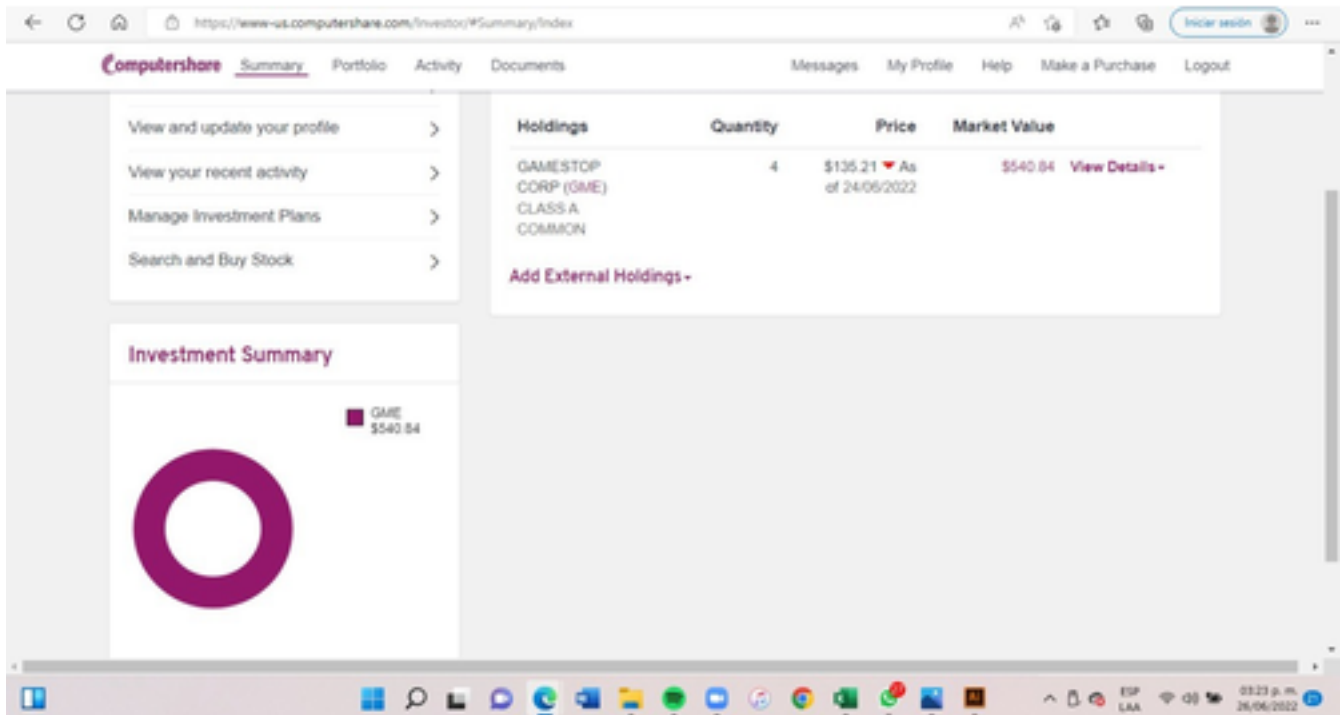 https://www-us.computershare.com/Investor/#Summary/Index
Iniciar sesión
Computershare Summary Portfolio Activity Documents Messages My Profile Help Make a Purchase Logout
View and update your profile
View your recent activity
Manage Investment Plans
Search and Buy Stock
Holdings Quantity Price Market Value
GAMESTOP 4 $135.21 As $540.84 View Details
CORP (GME) of 24/06/2022
CLASS A
COMMON
Add External Holdings
Investment Summary
GME
$540.84
ESP 03:23 p. m.
LAA 26/06/2022